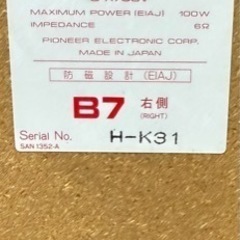 MAXIMUM POWER (EIAJ) 100W
IMPEDANCE 6Ω
PIONEER ELECTRONIC CORP.
MADE IN JAPAN
防磁設計(EIAJ)
B7 右側
(RIGHT)
Serial No. H-K31
SAN 1352-A